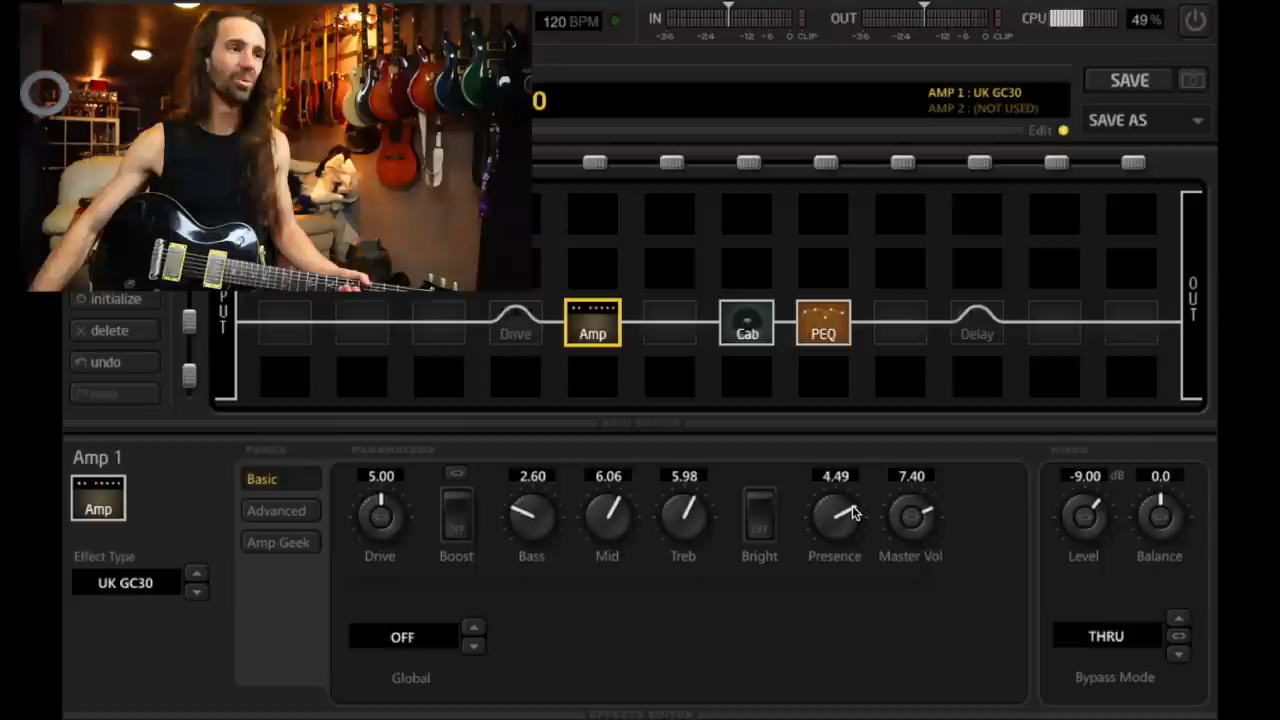 120 BPM
IN
-36 -24 -12 -6 0 CLIP
OUT
-36 -24 -12 -6 0 CLIP
CPU
49 %
0
AMP 1 : UK GC30
AMP 2 : (NOT USED)
Edit
SAVE
SAVE AS
initialize
delete
undo
PUT
Drive
Amp
Cab
PEQ
Delay
OUT
Amp 1
Amp
Effect Type
UK GC30
Basic
Advanced
Amp Geek
PARAMETERS
5.00
2.60
6.06
5.98
4.49
7.40
OFF
OFF
Drive
Boost
Bass
Mid
Treb
Bright
Presence
Master Vol
OFF
Global
-9.00 dB
0.0
Level
Balance
THRU
Bypass Mode